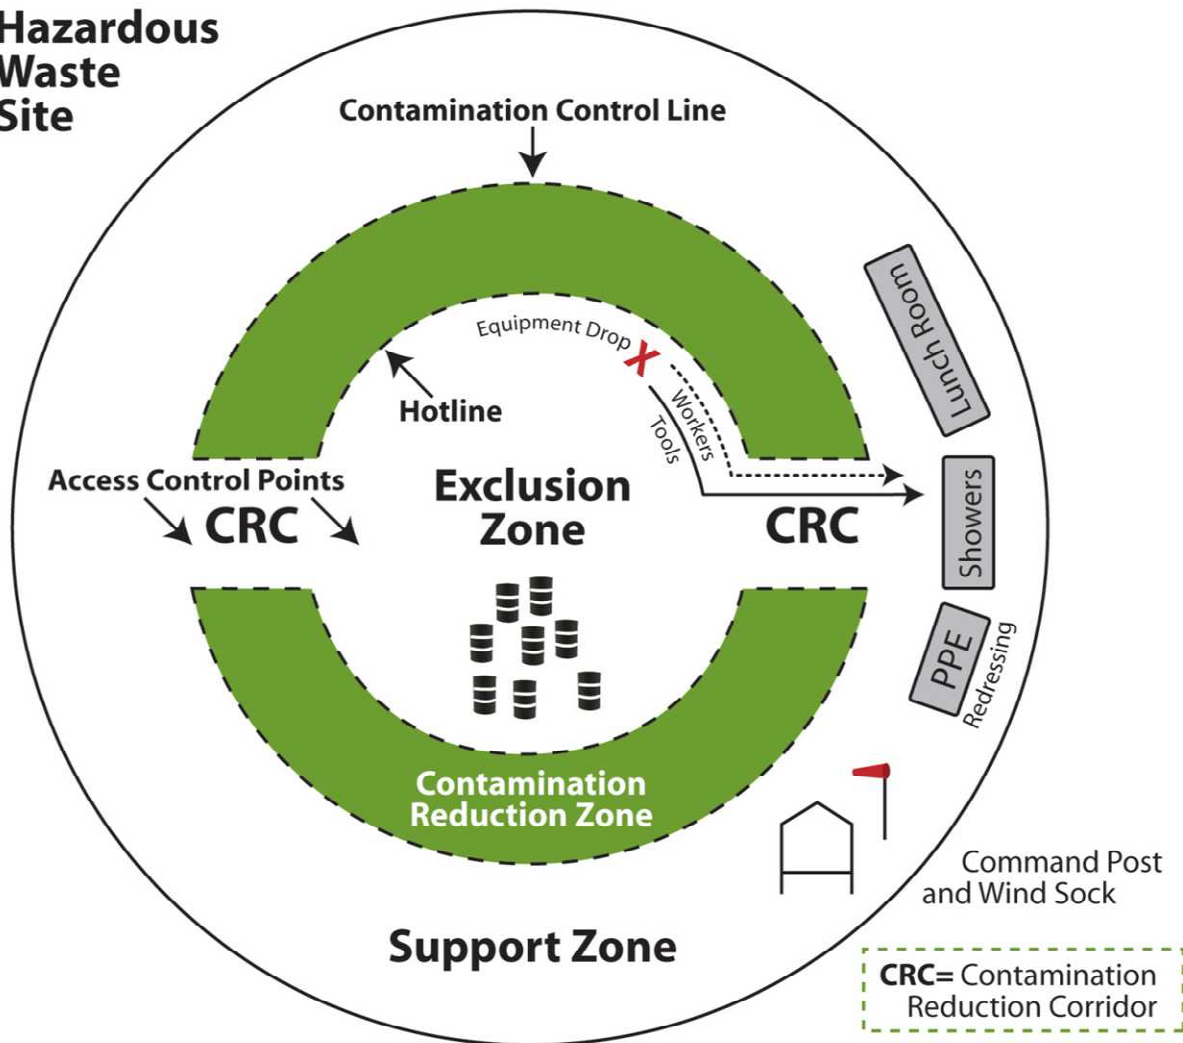 Hazardous
Waste
Site
Contamination Control Line
Lunch Room
Equipment Drop
X
Workers
Tools
Hotline
Access Control Points
CRC
Exclusion
Zone
CRC
Showers
PPE
Redressing
Contamination
Reduction Zone
Command Post
and Wind Sock
Support Zone
CRC= Contamination
Reduction Corridor